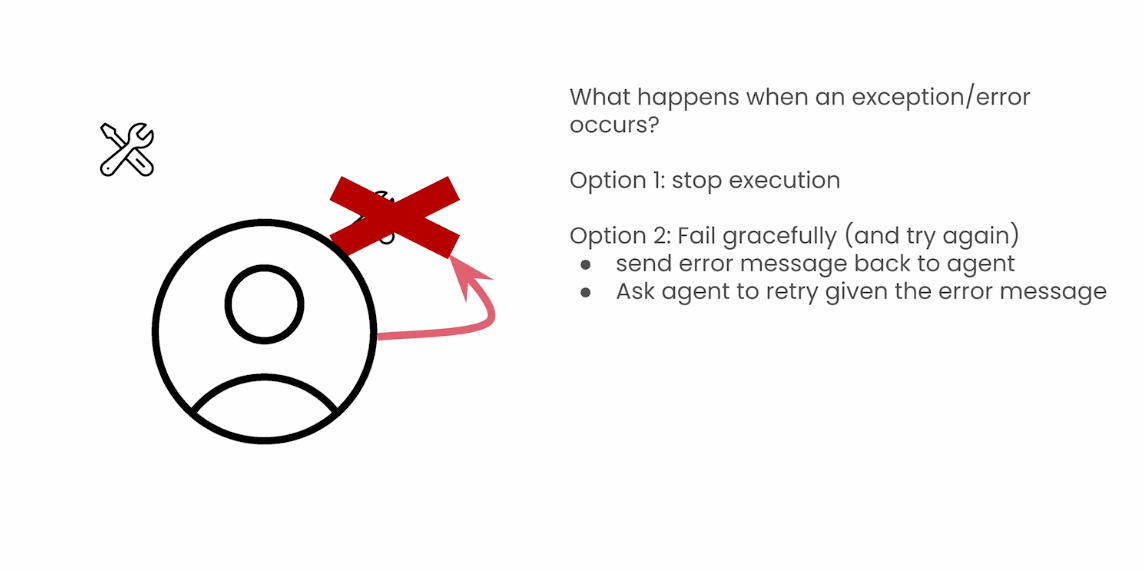 What happens when an exception/error
occurs?
Option 1: stop execution
Option 2: Fail gracefully (and try again)
● send error message back to agent
● Ask agent to retry given the error message